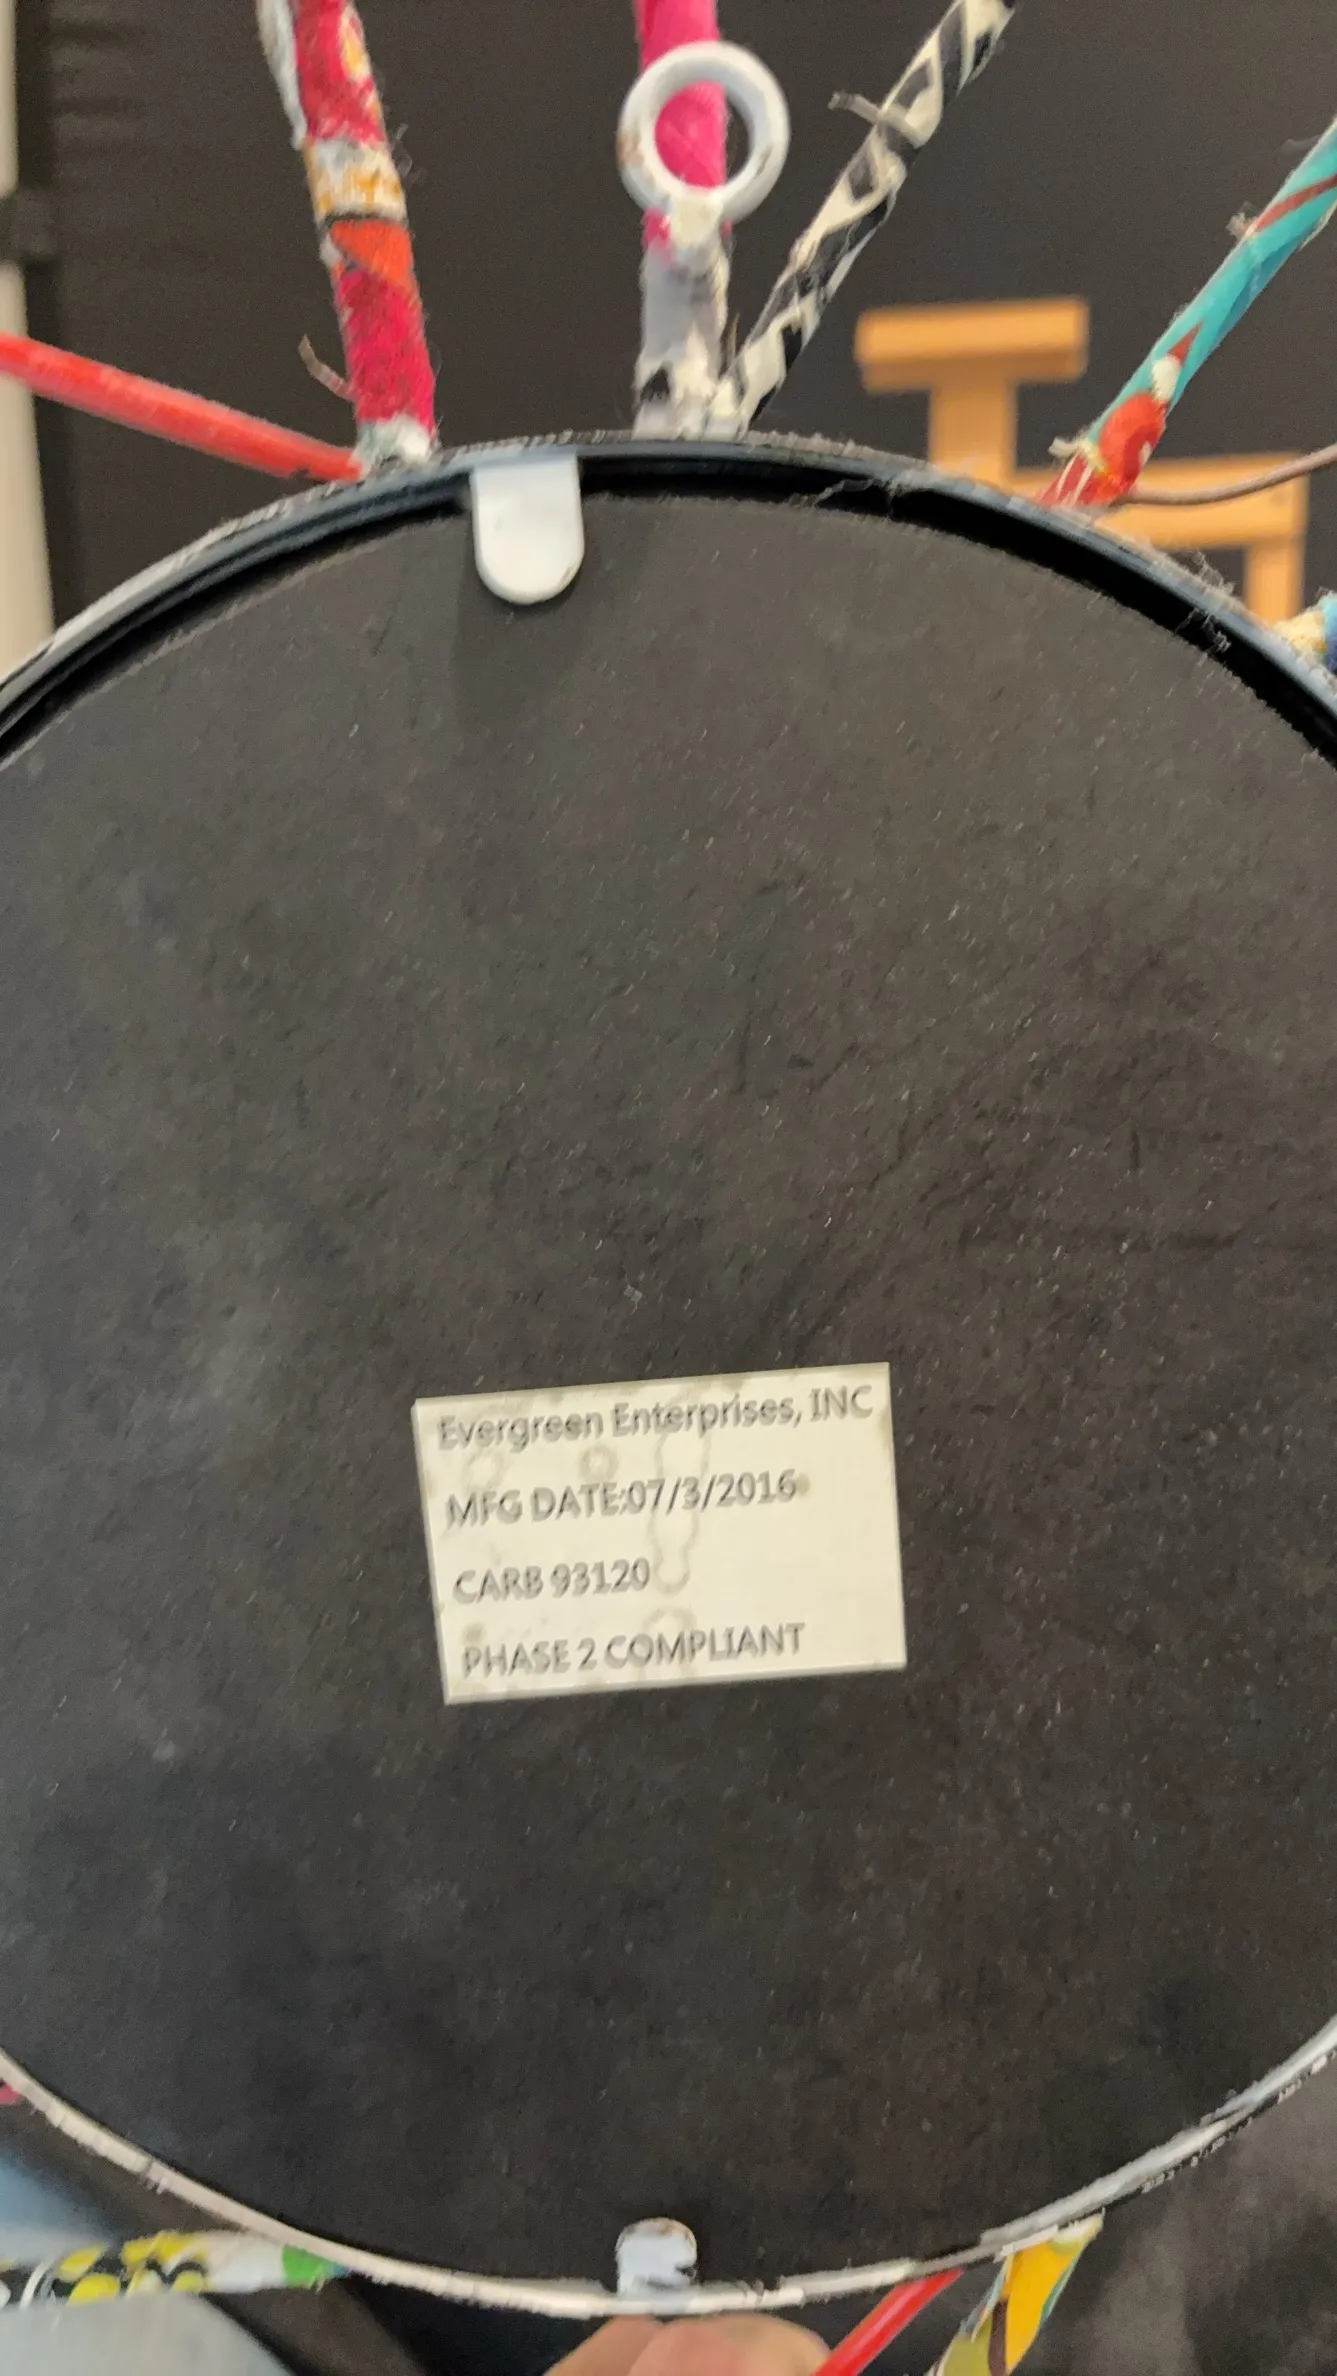 Evergreen Enterprises, INC
MFG DATE:07/3/2016
CARB 93120
PHASE 2 COMPLIANT